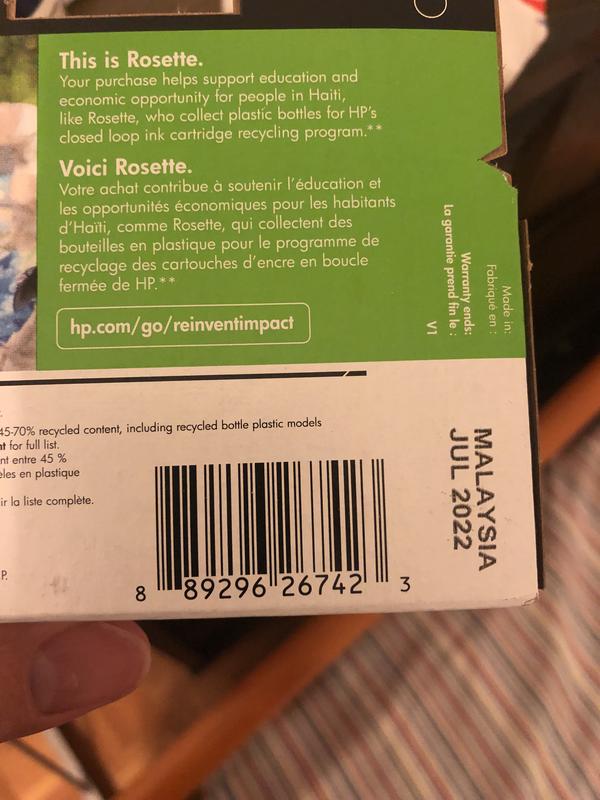 This is Rosette.
Your purchase helps support education and
economic opportunity for people in Haiti,
like Rosette, who collect plastic bottles for HP's
closed loop ink cartridge recycling program.**
Voici Rosette.
Votre achat contribue à soutenir l'éducation et
les opportunités économiques pour les habitants
d'Haïti, comme Rosette, qui collectent des
bouteilles en plastique pour le programme de
recyclage des cartouches d'encre en boucle
fermée de HP.**
hp.com/go/reinventimpact
Made in:
Fabriqué en :
Warranty ends:
La garantie prend fin le :
V1
45-70% recycled content, including recycled bottle plastic models
for full list.
entre 45 %
en plastique
la liste complète.
P.
MALAYSIA
JUL 2022
8 89296 26742 3